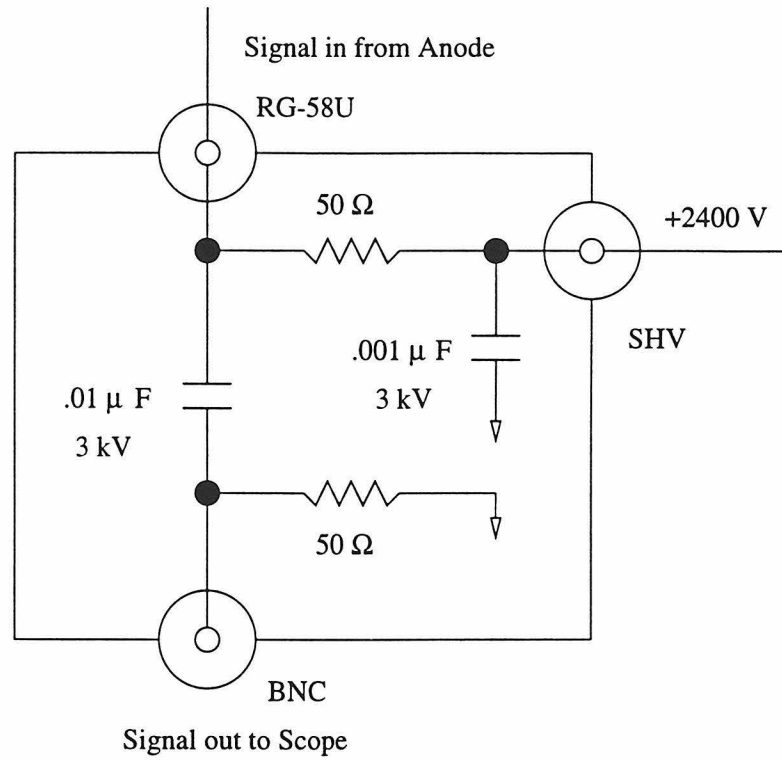 Signal in from Anode
RG-58U
50 Ω
+2400 V
SHV
.001 μ F
3 kV
.01 μ F
3 kV
50 Ω
BNC
Signal out to Scope